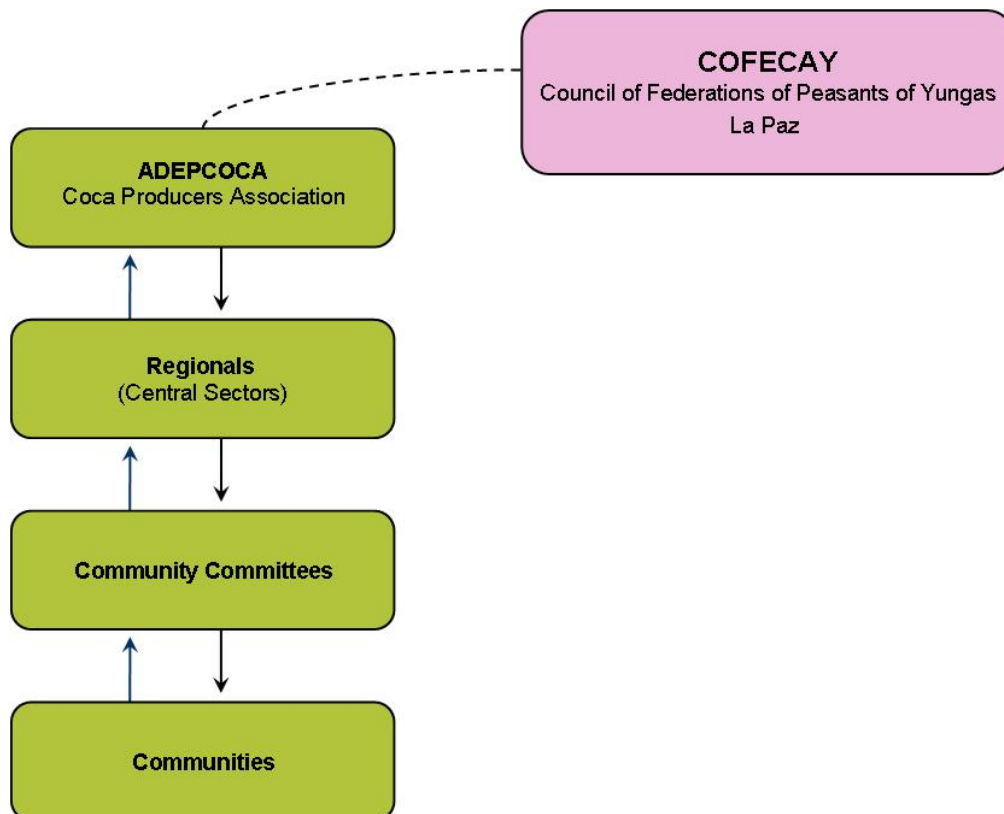 COFECAY
Council of Federations of Peasants of Yungas
La Paz
ADEPCOCA
Coca Producers Association
Regionals
(Central Sectors)
Community Committees
Communities